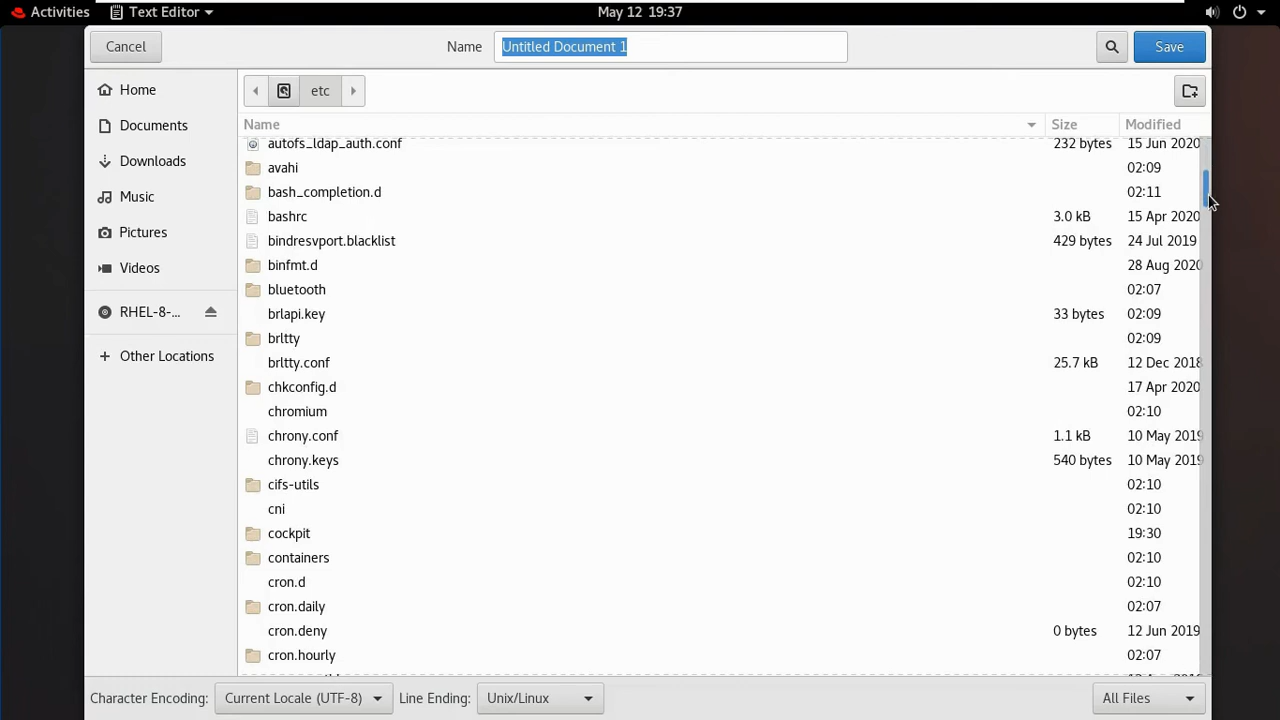 Activities Text Editor May 12 19:37
Cancel Name Untitled Document 1 Save
Home
Documents
Downloads
Music
Pictures
Videos
RHEL-8-...
Other Locations
etc
Name Size Modified
autofs_ldap_auth.conf 232 bytes 15 Jun 2020
avahi 02:09
bash_completion.d 02:11
bashrc 3.0 kB 15 Apr 2020
bindresvport.blacklist 429 bytes 24 Jul 2019
binfmt.d 28 Aug 2020
bluetooth 02:07
brlapi.key 33 bytes 02:09
brltty 02:09
brltty.conf 25.7 kB 12 Dec 2018
chkconfig.d 17 Apr 2020
chromium 02:10
chrony.conf 1.1 kB 10 May 2019
chrony.keys 540 bytes 10 May 2019
cifs-utils 02:10
cni 02:10
cockpit 19:30
containers 02:10
cron.d 02:10
cron.daily 02:07
cron.deny 0 bytes 12 Jun 2019
cron.hourly 02:07
Character Encoding: Current Locale (UTF-8) Line Ending: Unix/Linux All Files